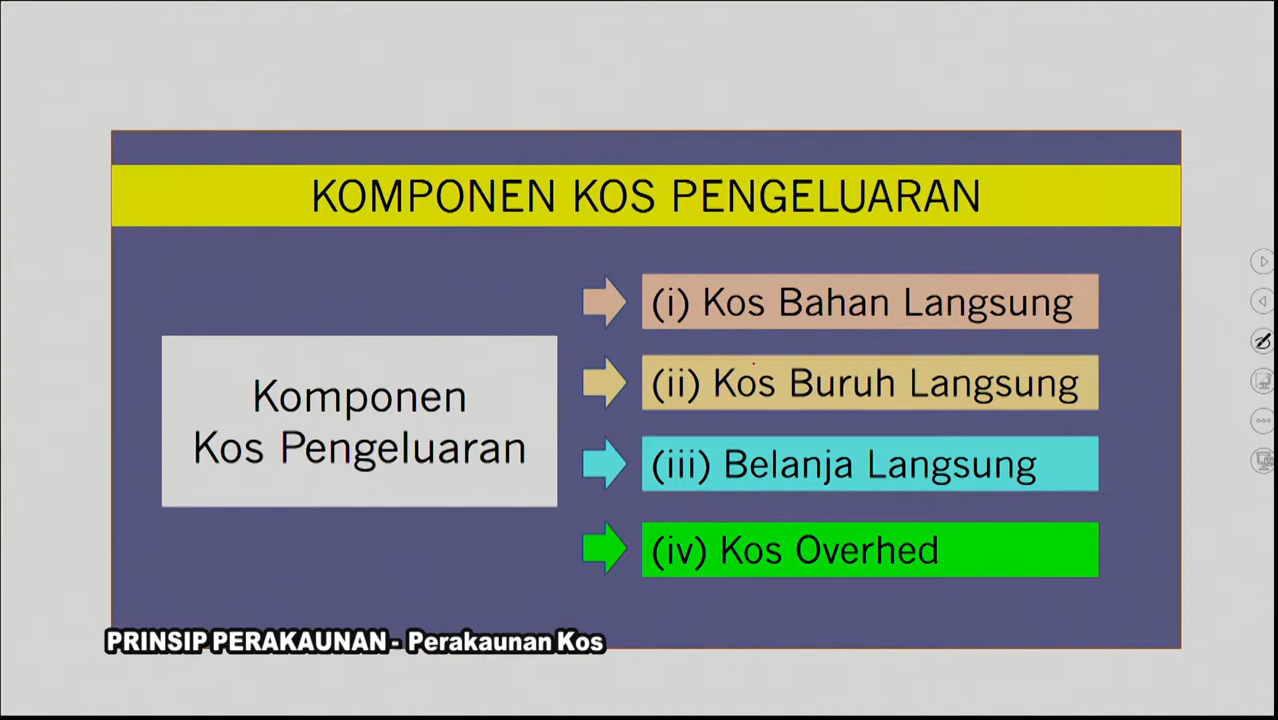 KOMPONEN KOS PENGELUARAN
Komponen
Kos Pengeluaran
(i) Kos Bahan Langsung
(ii) Kos Buruh Langsung
(iii) Belanja Langsung
(iv) Kos Overhed
PRINSIP PERAKAUNAN - Perakaunan Kos